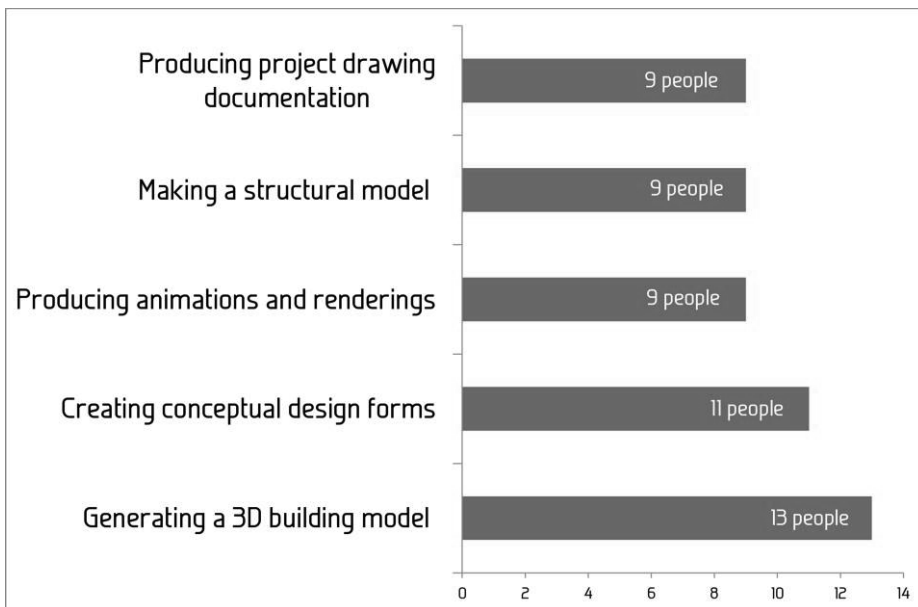 Producing project drawing
documentation
9 people
Making a structural model
9 people
Producing animations and renderings
9 people
Creating conceptual design forms
11 people
Generating a 3D building model
13 people
0 2 4 6 8 10 12 14